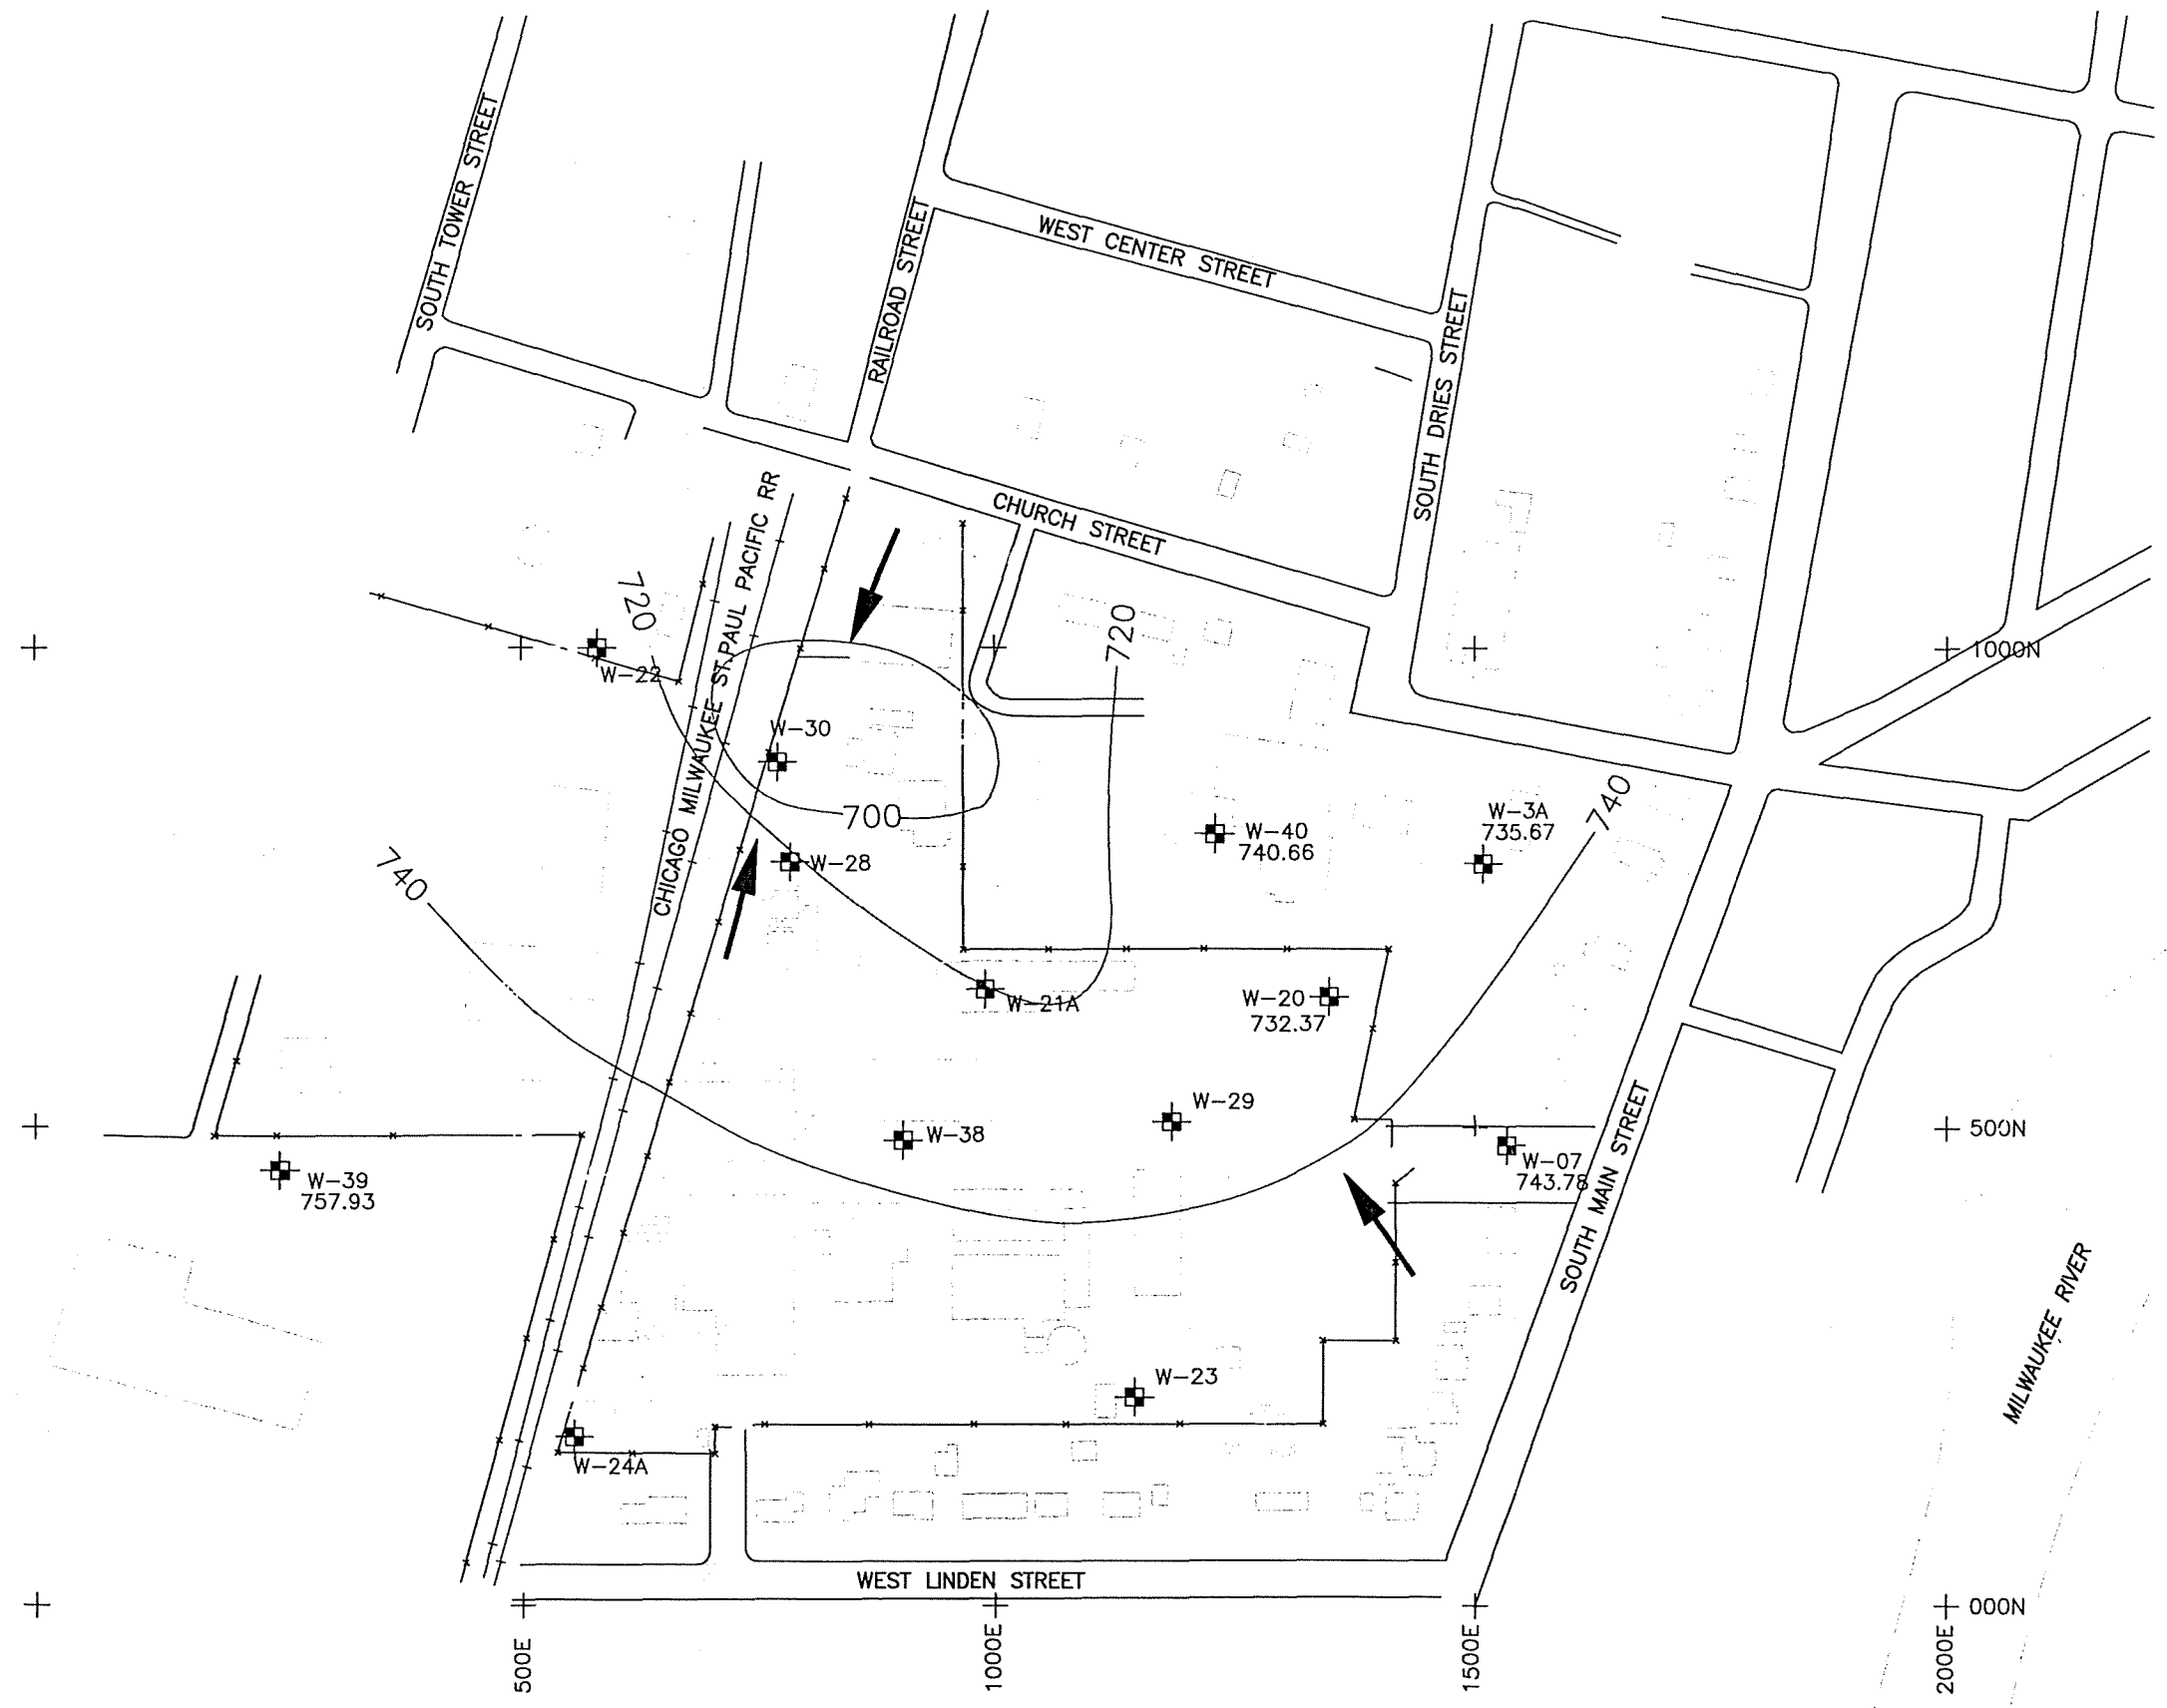 SOUTH TOWER STREET
RAILROAD STREET
WEST CENTER STREET
SOUTH DRIES STREET
CHURCH STREET
CHICAGO MILWAUKEE ST. PAUL PACIFIC RR
720
W-22
720
1000N
W-30
700
740
W-40
740.66
W-3A
735.67
740
W-28
W-21A
W-20
732.37
W-29
W-38
500N
W-39
757.93
W-07
743.78
SOUTH MAIN STREET
MILWAUKEE RIVER
W-23
W-24A
WEST LINDEN STREET
000N
500E
1000E
1500E
2000E